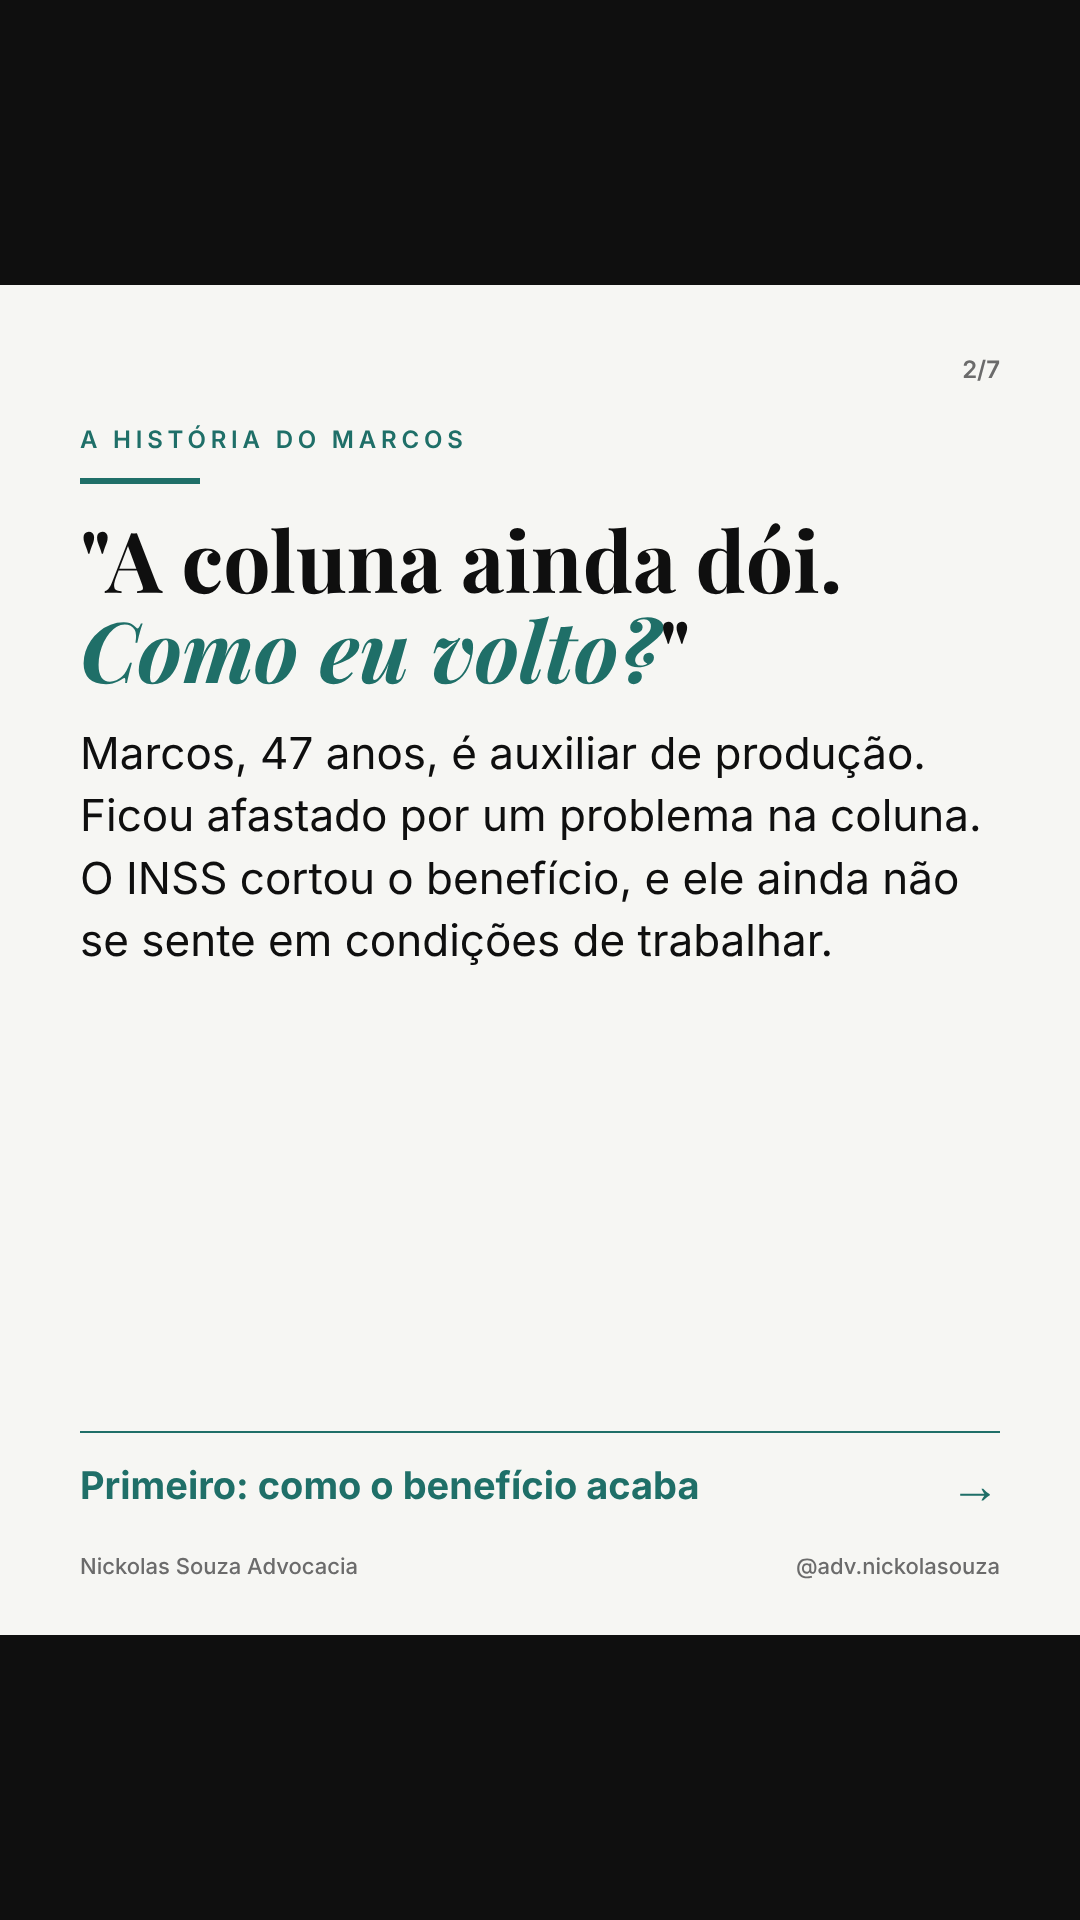 2/7
A HISTÓRIA DO MARCOS
"A coluna ainda dói.
Como eu volto?"
Marcos, 47 anos, é auxiliar de produção.
Ficou afastado por um problema na coluna.
O INSS cortou o benefício, e ele ainda não
se sente em condições de trabalhar.
Primeiro: como o benefício acaba →
Nickolas Souza Advocacia
@adv.nickolasouza